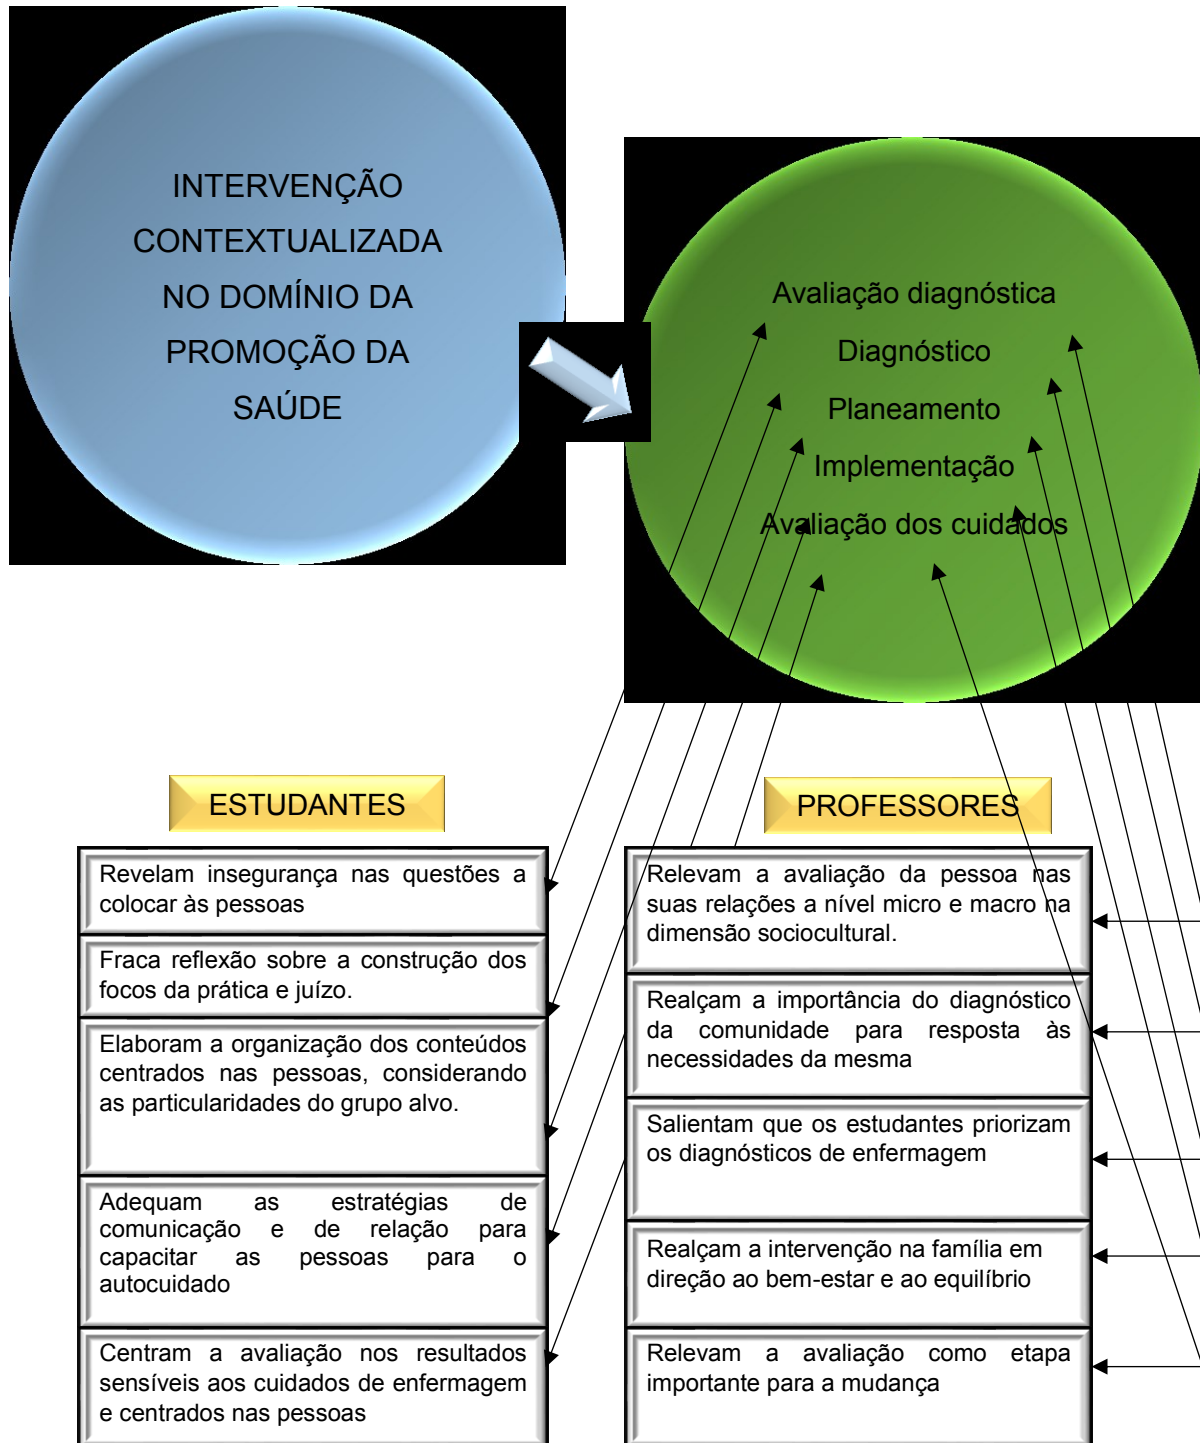 INTERVENÇÃO
CONTEXTUALIZADA
NO DOMÍNIO DA
PROMOÇÃO DA
SAÚDE
Avaliação diagnóstica
Diagnóstico
Planeamento
Implementação
Avaliação dos cuidados
ESTUDANTES
Revelam insegurança nas questões a
colocar às pessoas
Fraca reflexão sobre a construção dos
focos da prática e juízo.
Elaboram a organização dos conteúdos
centrados nas pessoas, considerando
as particularidades do grupo alvo.
Adequam as estratégias de
comunicação e de relação para
capacitar as pessoas para o
autocuidado
Centram a avaliação nos resultados
sensíveis aos cuidados de enfermagem
e centrados nas pessoas
PROFESSORES
Relevam a avaliação da pessoa nas
suas relações a nível micro e macro na
dimensão sociocultural.
Realçam a importância do diagnóstico
da comunidade para resposta às
necessidades da mesma
Salientam que os estudantes priorizam
os diagnósticos de enfermagem
Realçam a intervenção na família em
direção ao bem-estar e ao equilíbrio
Relevam a avaliação como etapa
importante para a mudança